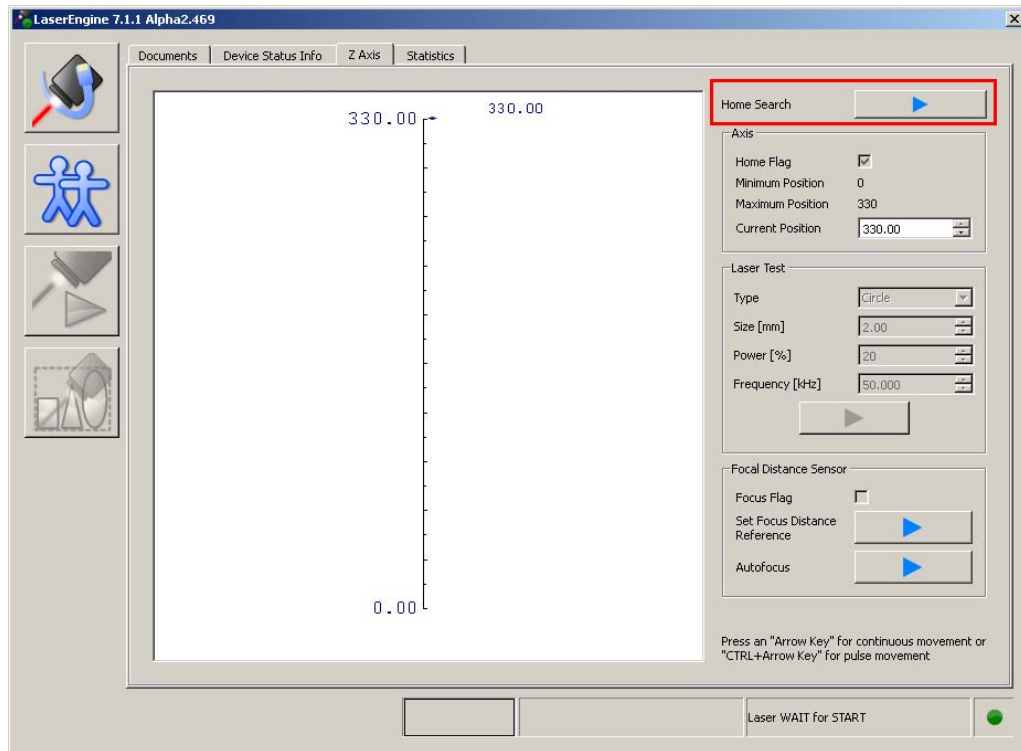 LaserEngine 7.1.1 Alpha2.469
Documents
Device Status Info
Z Axis
Statistics
330.00
330.00
0.00
Home Search
Axis
Home Flag
Minimum Position 0
Maximum Position 330
Current Position 330.00
Laser Test
Type Circle
Size [mm] 2.00
Power [%] 20
Frequency [kHz] 50.000
Focal Distance Sensor
Focus Flag
Set Focus Distance
Reference
Autofocus
Press an "Arrow Key" for continuous movement or
"CTRL+Arrow Key" for pulse movement
Laser WAIT for START